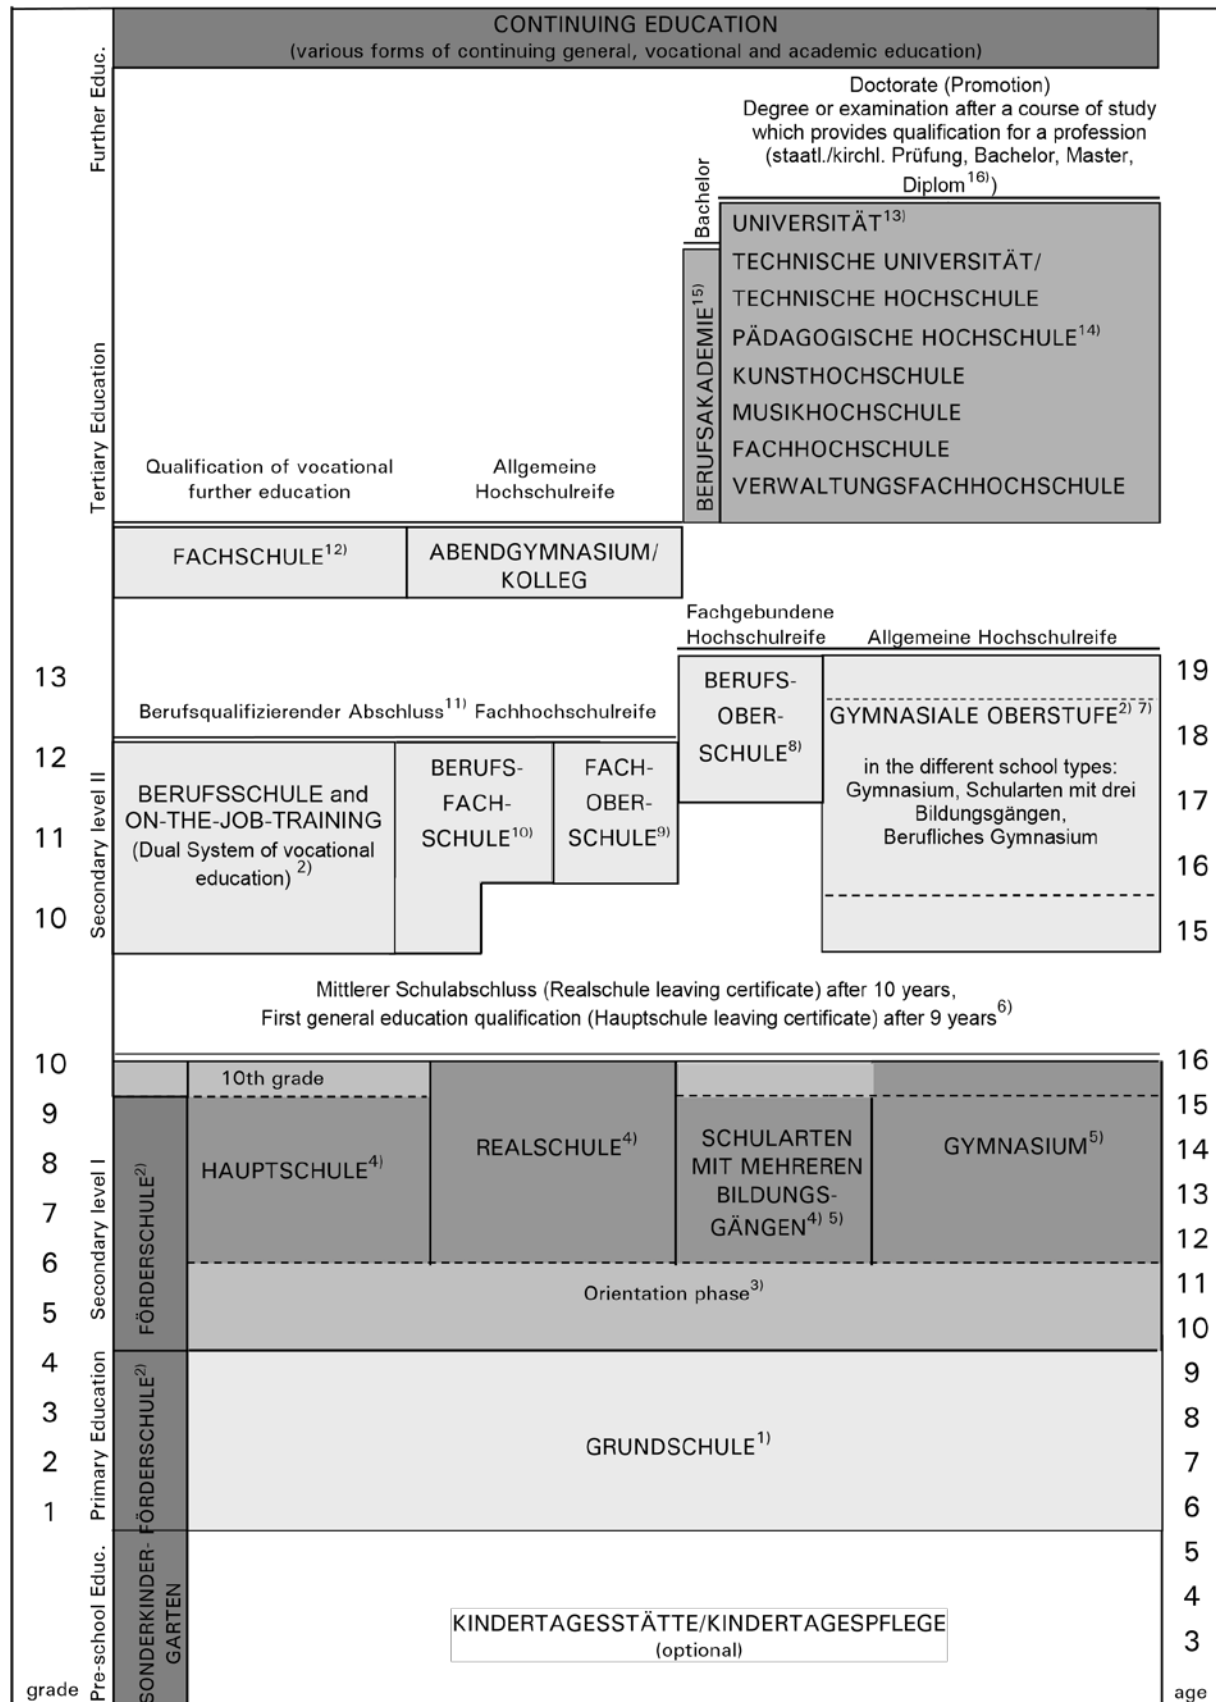 CONTINUING EDUCATION
(various forms of continuing general, vocational and academic education)
Further Educ.
Doctorate (Promotion)
Degree or examination after a course of study
which provides qualification for a profession
(staatl./kirchl. Prüfung, Bachelor, Master,
Diplom16))
Bachelor
Tertiary Education
BERUFSAKADEMIE15)
UNIVERSITÄT13)
TECHNISCHE UNIVERSITÄT/
TECHNISCHE HOCHSCHULE
PÄDAGOGISCHE HOCHSCHULE14)
KUNSTHOCHSCHULE
MUSIKHOCHSCHULE
FACHHOCHSCHULE
VERWALTUNGSFACHHOCHSCHULE
Qualification of vocational
further education
Allgemeine
Hochschulreife
FACHSCHULE12)
ABENDGYMNASIUM/
KOLLEG
Fachgebundene
Hochschulreife
Allgemeine Hochschulreife
13
12
11
10
Secondary level II
Berufsqualifizierender Abschluss11)
Fachhochschulreife
BERUFSSCHULE and
ON-THE-JOB-TRAINING
(Dual System of vocational
education) 2)
BERUFS-
FACH-
SCHULE10)
FACH-
OBER-
SCHULE9)
BERUFS-
OBER-
SCHULE8)
GYMNASIALE OBERSTUFE2) 7)
in the different school types:
Gymnasium, Schularten mit drei
Bildungsgängen,
Berufliches Gymnasium
19
18
17
16
15
Mittlerer Schulabschluss (Realschule leaving certificate) after 10 years,
First general education qualification (Hauptschule leaving certificate) after 9 years6)
10
9
8
7
6
5
Secondary level I
FÖRDERSCHULE2)
10th grade
HAUPTSCHULE4)
REALSCHULE4)
SCHULARTEN
MIT MEHREREN
BILDUNGS-
GÄNGEN4) 5)
GYMNASIUM5)
Orientation phase3)
16
15
14
13
12
11
10
4
3
2
1
Primary Education
FÖRDERSCHULE2)
GRUNDSCHULE1)
9
8
7
6
Pre-school Educ.
SONDERKINDER-
GARTEN
KINDERTAGESSTÄTTE/KINDERTAGESPFLEGE
(optional)
5
4
3
grade
age